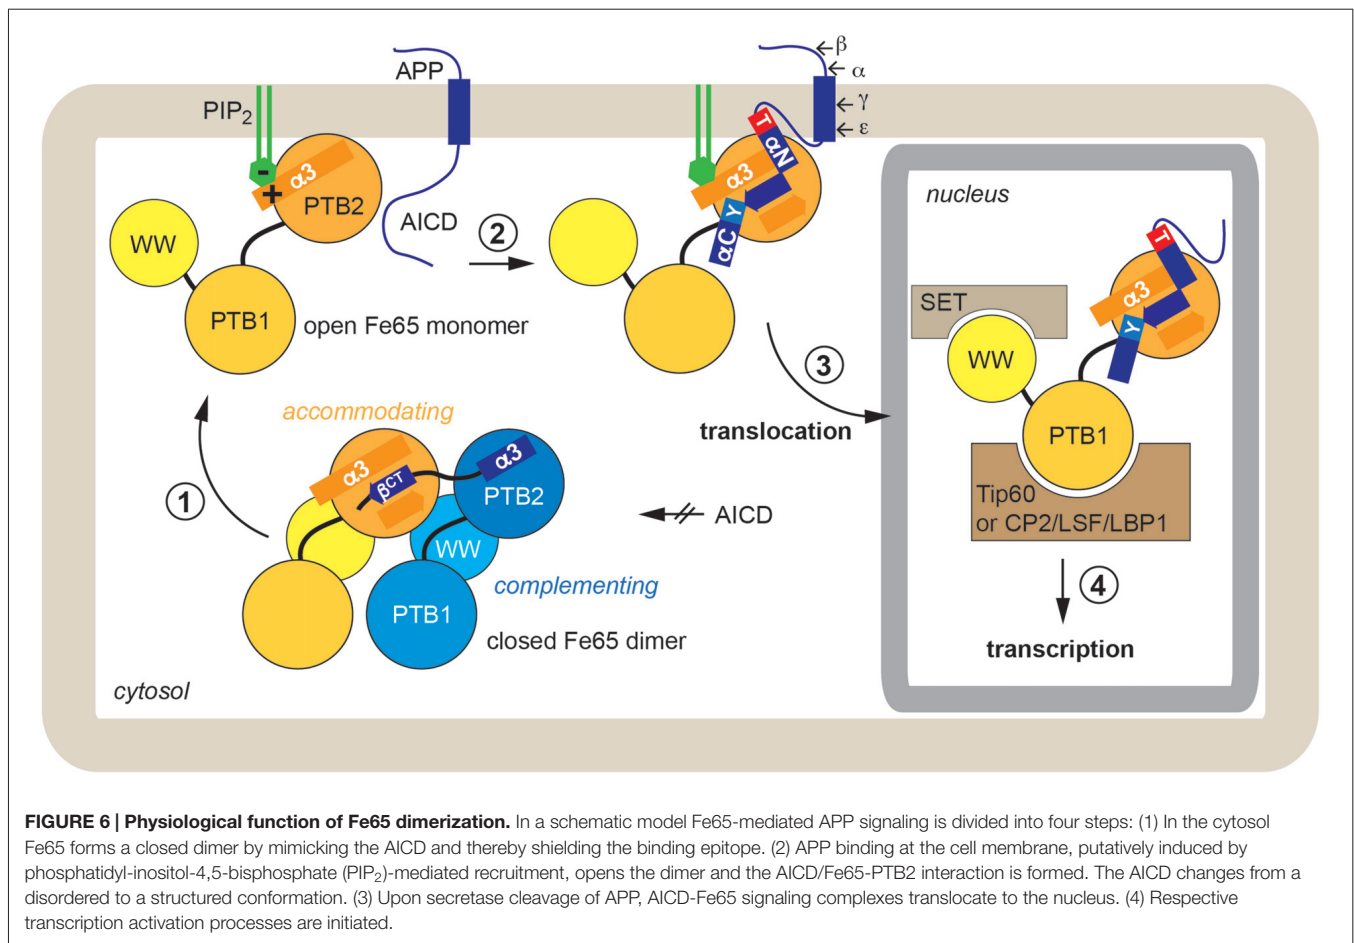 β
APP
α
PIP₂
γ
ε
T
αN
-
+
α3
PTB2
α3
nucleus
WW
AICD
2
Y
αC
T
SET
α3
Y
PTB1
open Fe65 monomer
WW
3
accommodating
translocation
PTB1
α3
βCT
α3
1
PTB2
AICD
Tip60
or CP2/LSF/LBP1
WW
complementing
4
PTB1
closed Fe65 dimer
transcription
cytosol
FIGURE 6 | Physiological function of Fe65 dimerization. In a schematic model Fe65-mediated APP signaling is divided into four steps: (1) In the cytosol
Fe65 forms a closed dimer by mimicking the AICD and thereby shielding the binding epitope. (2) APP binding at the cell membrane, putatively induced by
phosphatidyl-inositol-4,5-bisphosphate (PIP₂)-mediated recruitment, opens the dimer and the AICD/Fe65-PTB2 interaction is formed. The AICD changes from a
disordered to a structured conformation. (3) Upon secretase cleavage of APP, AICD-Fe65 signaling complexes translocate to the nucleus. (4) Respective
transcription activation processes are initiated.